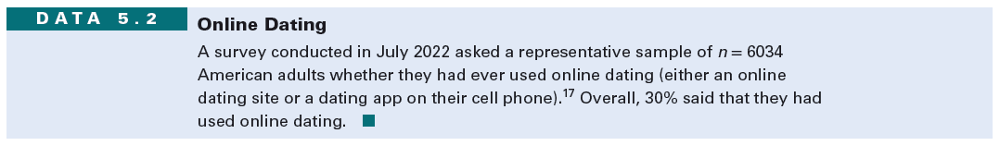 DATA 5.2
Online Dating
A survey conducted in July 2022 asked a representative sample of n = 6034
American adults whether they had ever used online dating (either an online
dating site or a dating app on their cell phone).17 Overall, 30% said that they had
used online dating.